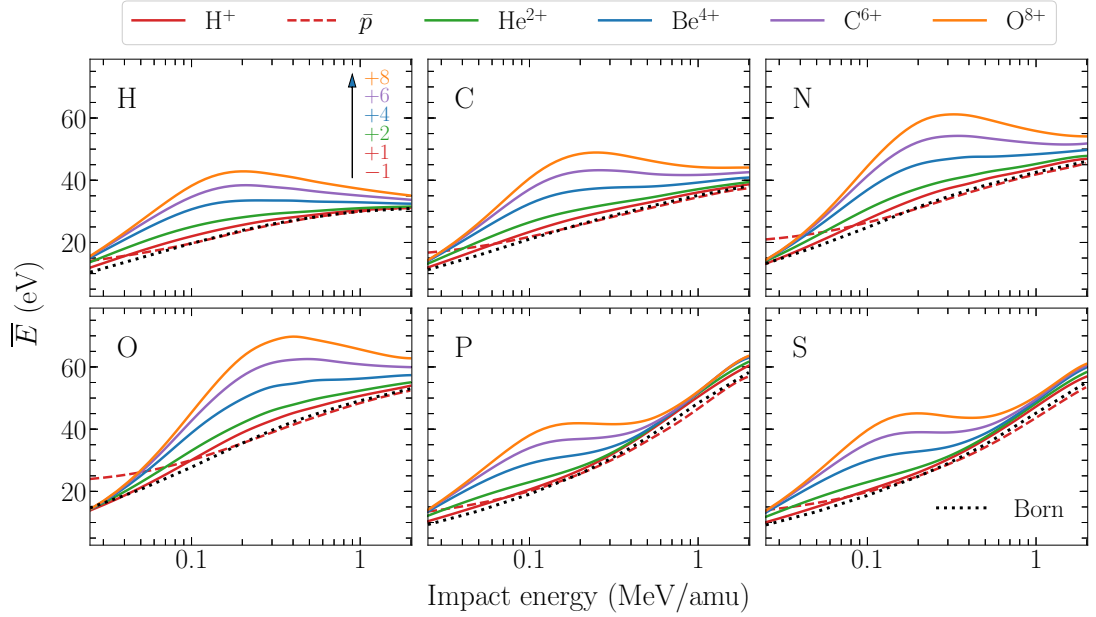 H⁺ p̄ He²⁺ Be⁴⁺ C⁶⁺ O⁸⁺
H
+8
+6
+4
+2
+1
−1
C
N
60
40
20
O
P
S
Born
60
40
20
0.1 1 0.1 1 0.1 1
E̅ (eV)
Impact energy (MeV/amu)